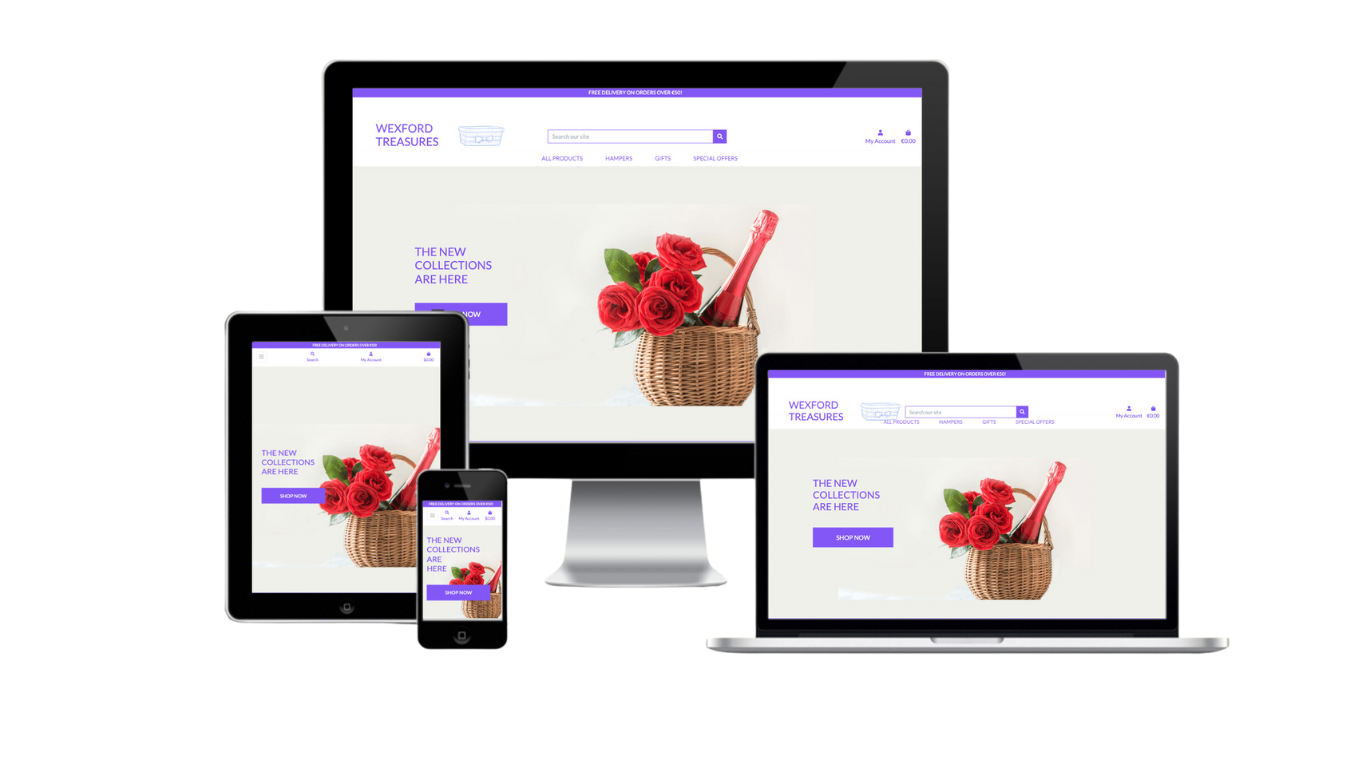 FREE DELIVERY ON ORDERS OVER €50!
WEXFORD
TREASURES
Search our site
My Account €0.00
ALL PRODUCTS HAMPERS GIFTS SPECIAL OFFERS
THE NEW
COLLECTIONS
ARE HERE
NOW
FREE DELIVERY ON ORDERS OVER €50!
Search My Account €0.00
THE NEW
COLLECTIONS
ARE HERE
SHOP NOW
FREE DELIVERY ON ORDERS OVER €50!
Search My Account €0.00
THE NEW
COLLECTIONS
ARE
HERE
SHOP NOW
FREE DELIVERY ON ORDERS OVER €50!
WEXFORD
TREASURES
Search our site
My Account €0.00
ALL PRODUCTS HAMPERS GIFTS SPECIAL OFFERS
THE NEW
COLLECTIONS
ARE HERE
SHOP NOW